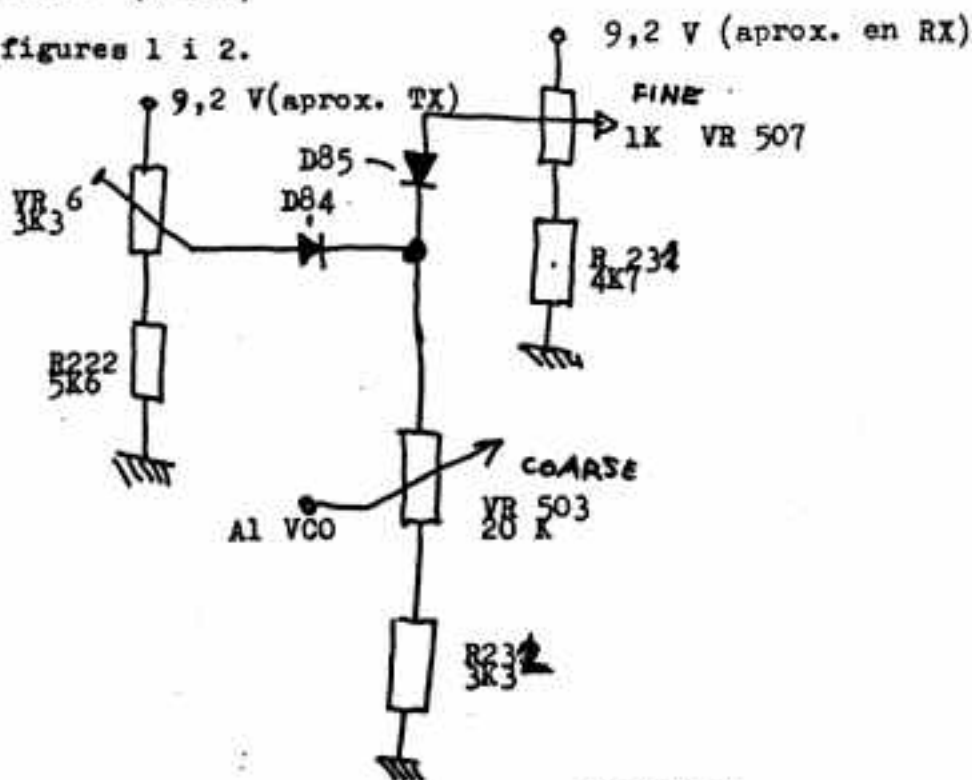 figures 1 i 2.
9,2 V (aprox. en RX)
9,2 V(aprox. TX)
FINE
1K VR 507
D85
D84
VR 6
3K3
R 231
4K7
R222
5K6
COARSE
VR 503
20 K
Al VCO
R232
3K3